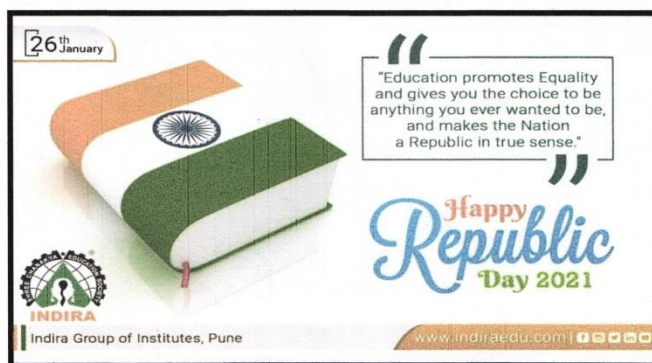 26th January
"Education promotes Equality
and gives you the choice to be
anything you ever wanted to be,
and makes the Nation
a Republic in true sense."
Happy
Republic
Day 2021
INDIRA
Indira Group of Institutes, Pune
www.indiraedu.com